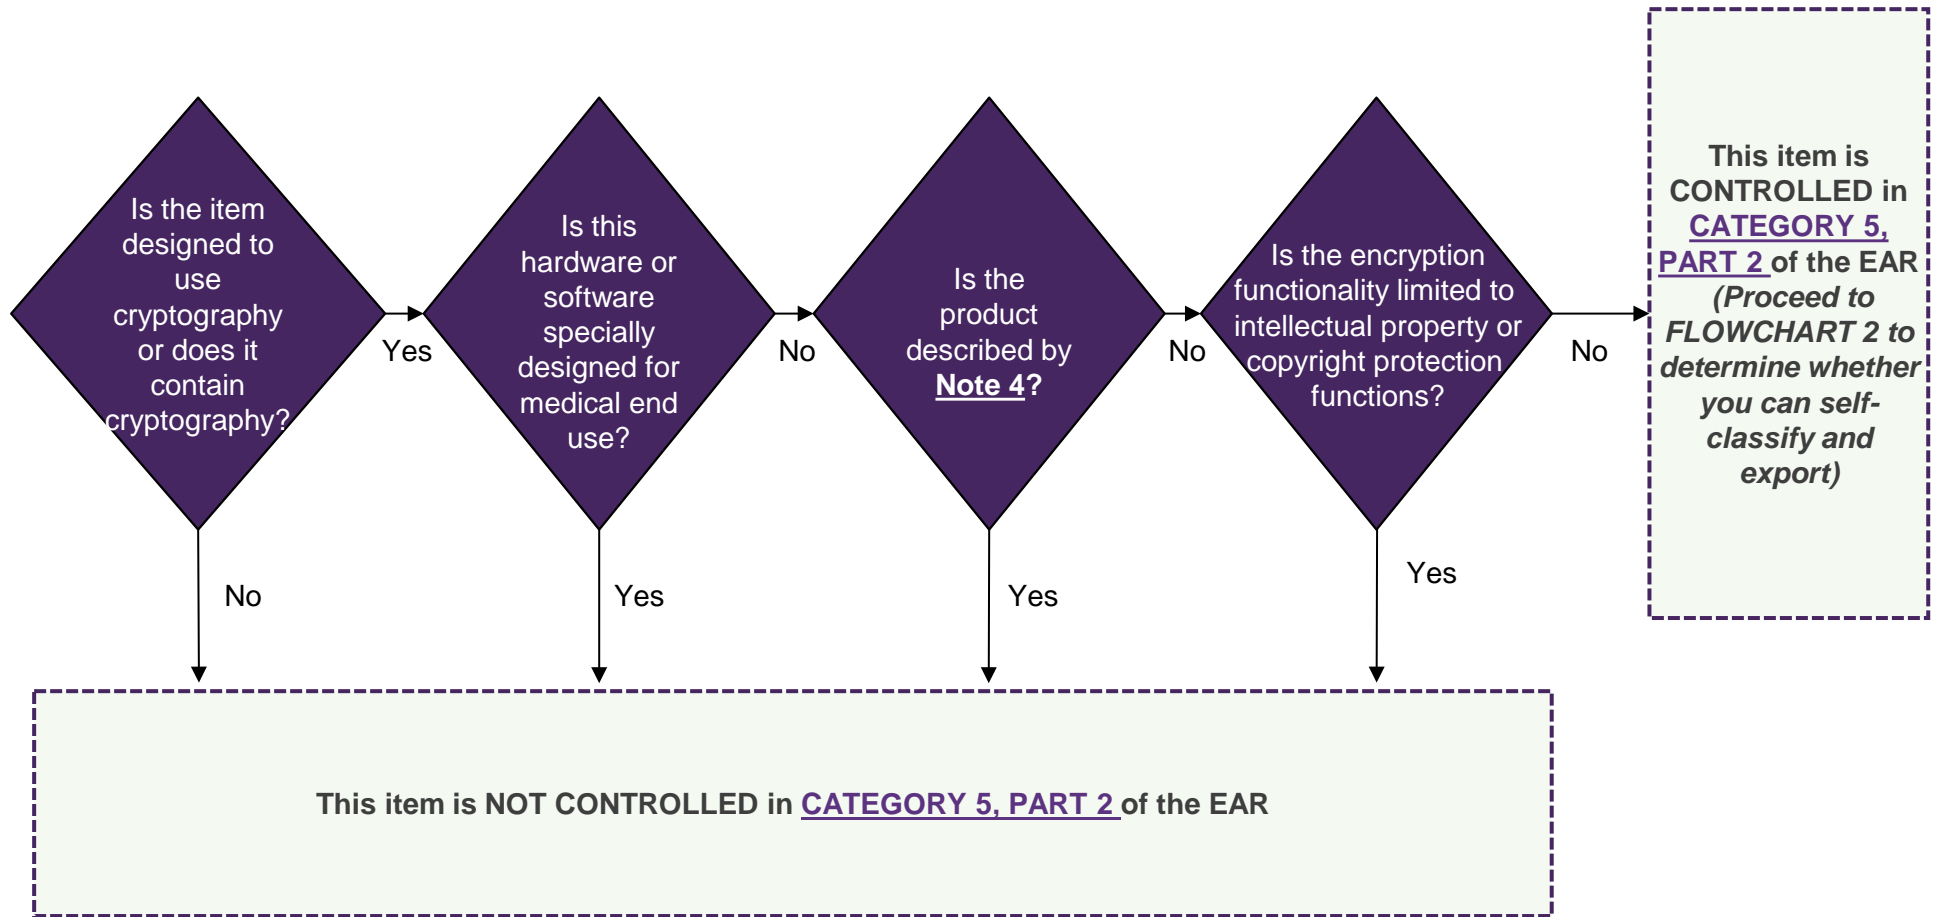 Is the item
designed to
use
cryptography
or does it
contain
cryptography?
Yes
No
Is this
hardware or
software
specially
designed for
medical end
use?
No
Yes
Is the
product
described by
Note 4?
No
Yes
Is the encryption
functionality limited to
intellectual property or
copyright protection
functions?
No
Yes
This item is
CONTROLLED in
CATEGORY 5,
PART 2 of the EAR
(Proceed to
FLOWCHART 2 to
determine whether
you can self-
classify and
export)
This item is NOT CONTROLLED in CATEGORY 5, PART 2 of the EAR